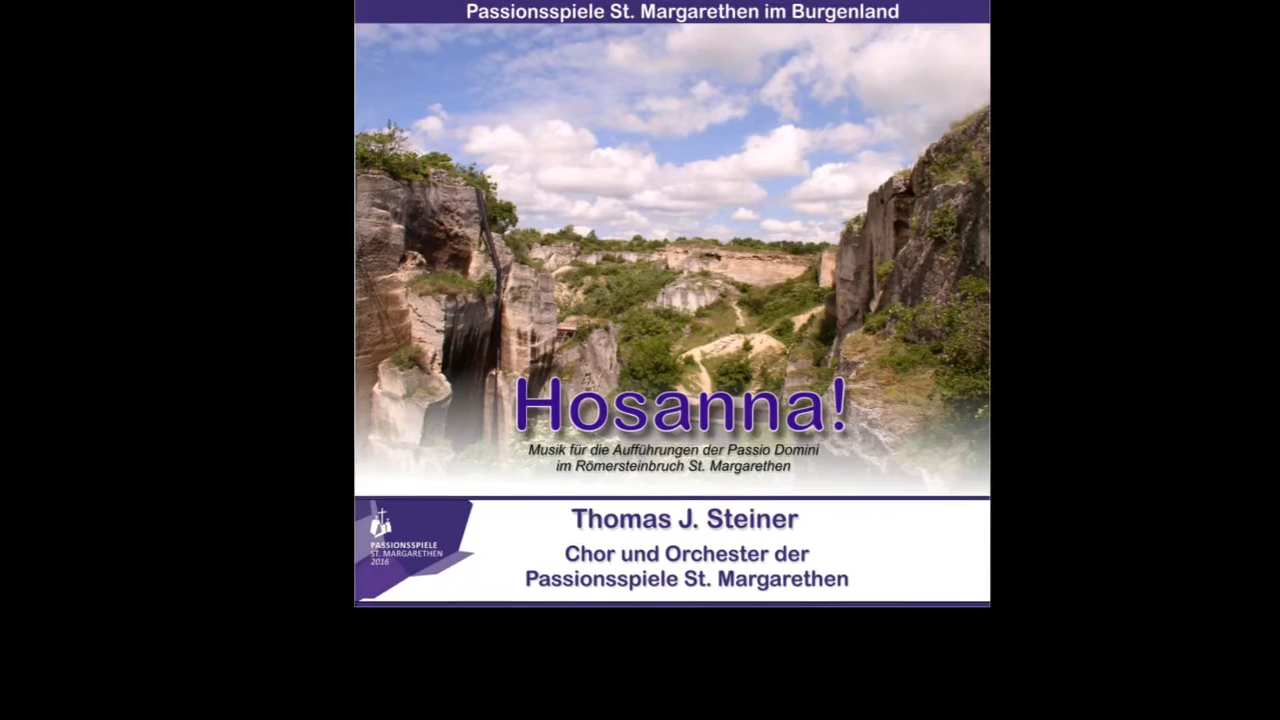 Passionsspiele St. Margarethen im Burgenland
Hosanna!
Musik für die Aufführungen der Passio Domini
im Römersteinbruch St. Margarethen
PASSIONSSPIELE
ST. MARGARETHEN
2016
Thomas J. Steiner
Chor und Orchester der
Passionsspiele St. Margarethen